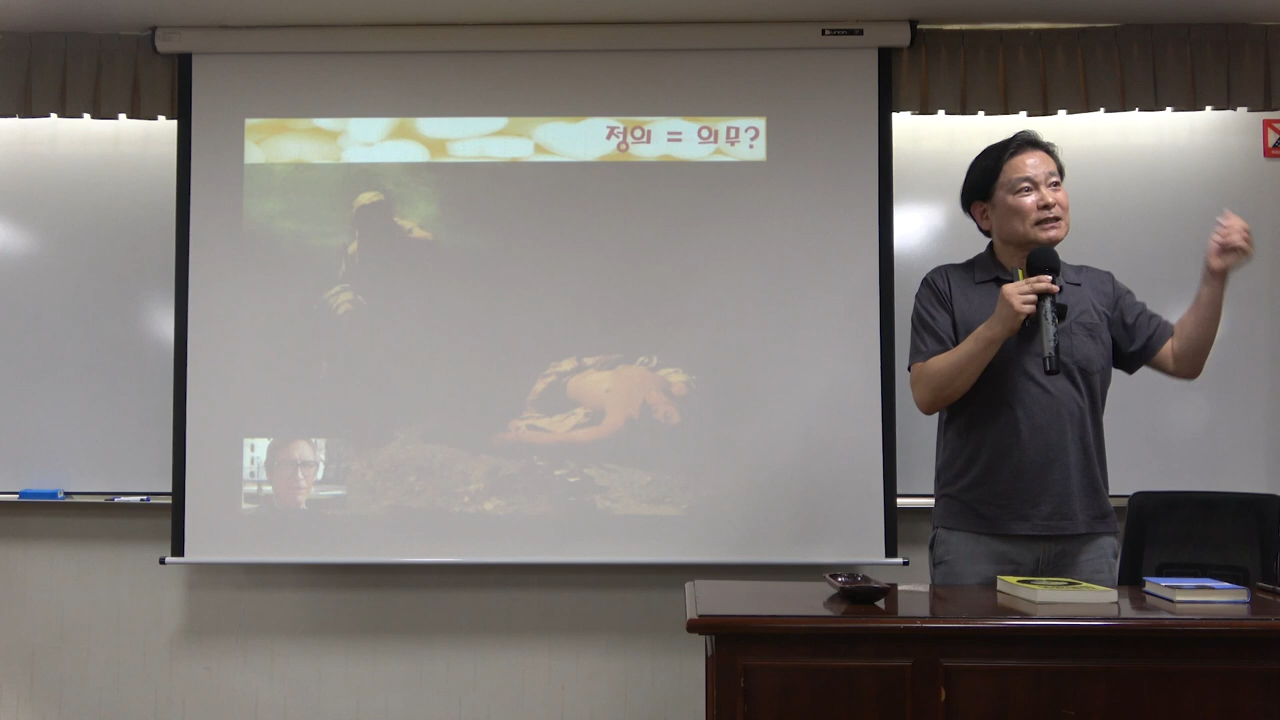 정의 = 의무?